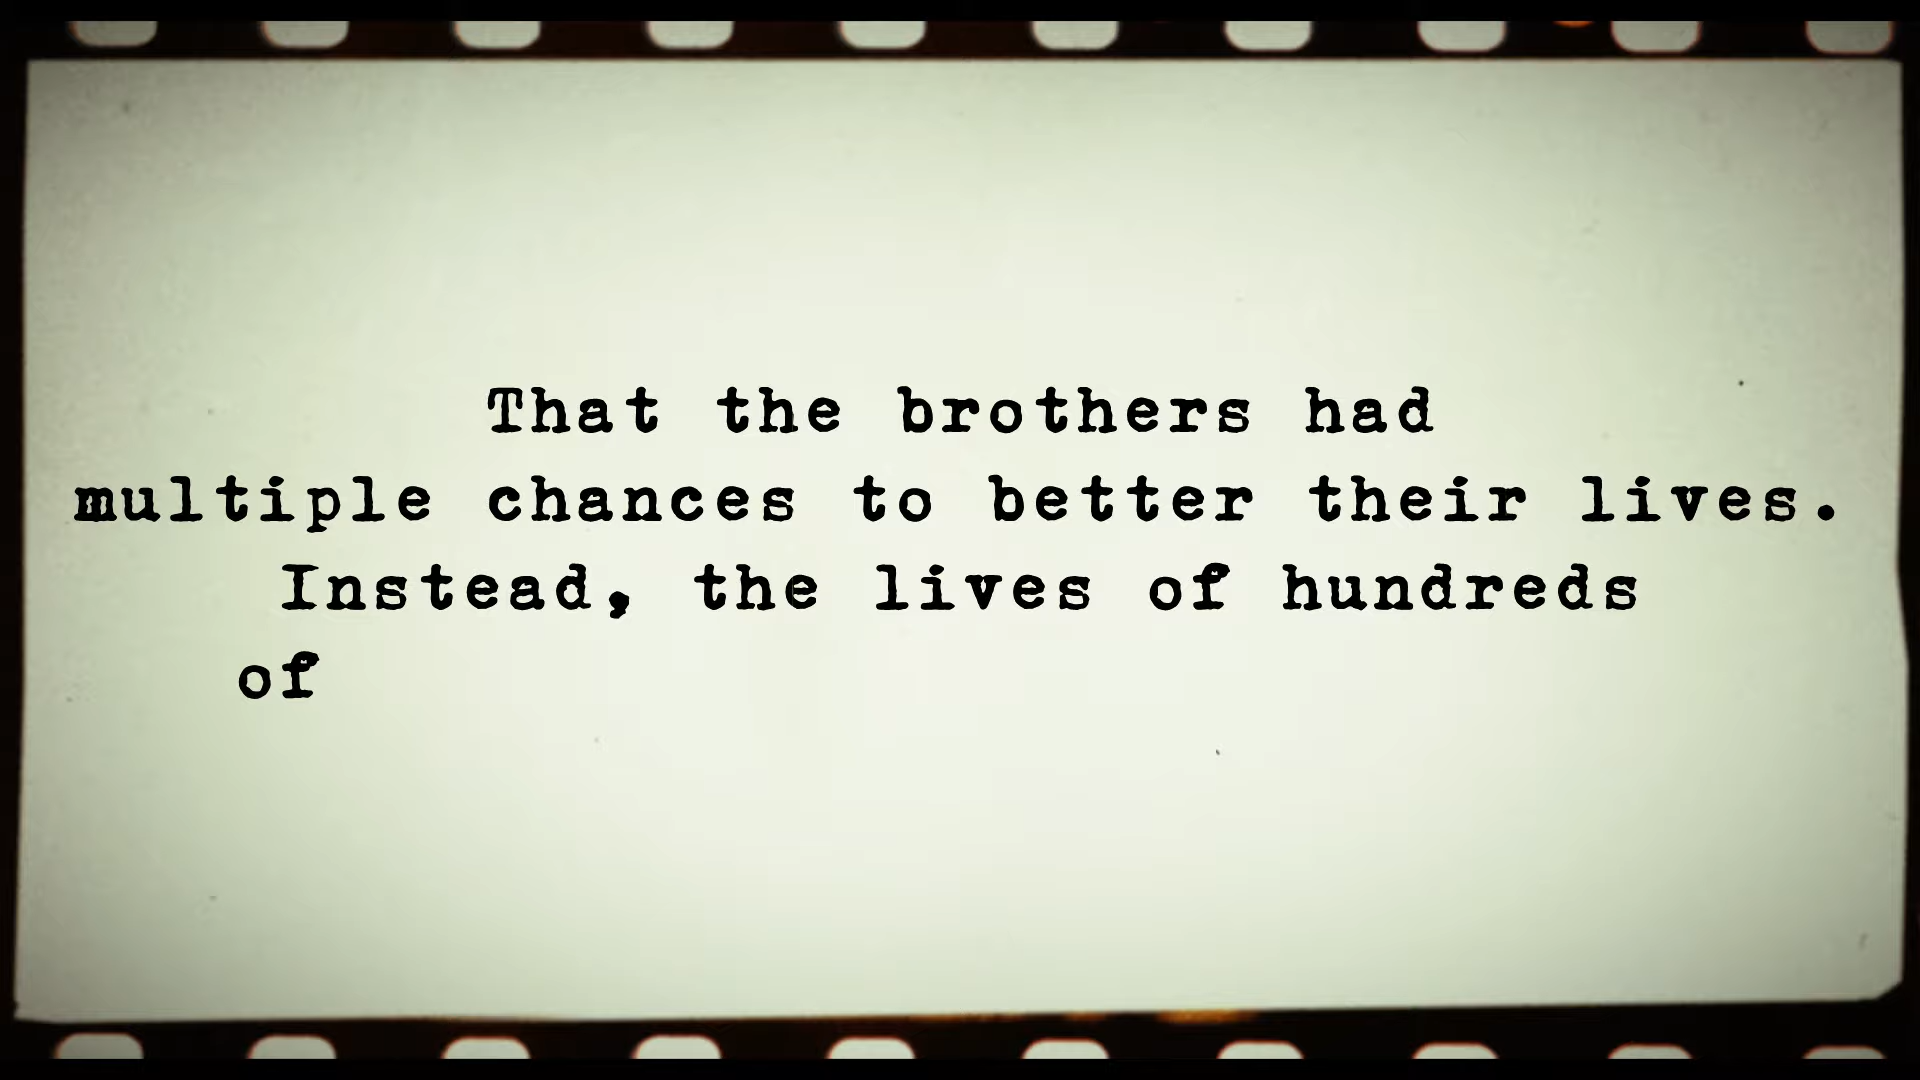 That the brothers had
multiple chances to better their lives.
Instead, the lives of hundreds
of